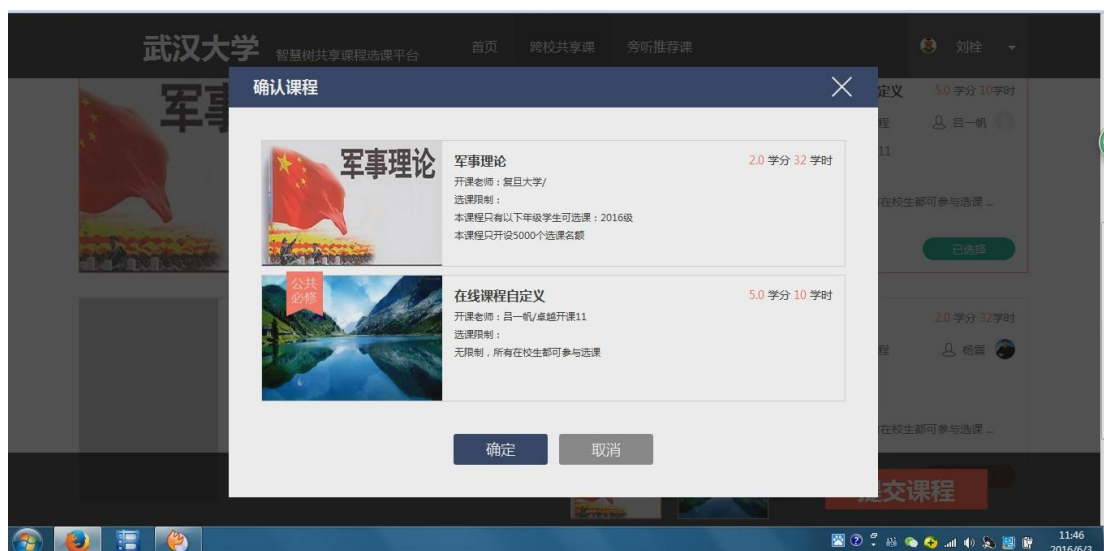 武汉大学 智慧树共享课程选课平台 首页 跨校共享课 旁听推荐课 刘栓
确认课程
军事
定义 5.0 学分 10学时
程 吕一帆
11
在校生都可参与选课 ...
已选择
军事理论
军事理论 2.0 学分 32 学时
开课老师：复旦大学/
选课限制：
本课程只有以下年级学生可选课：2016级
本课程只开设5000个选课名额
公共
必修
在线课程自定义 5.0 学分 10 学时
开课老师：吕一帆/卓越开课11
选课限制：
无限制，所有在校生都可参与选课
2.0 学分 32学时
程 杨震
在校生都可参与选课 ...
确定 取消
提交课程
11:46
2016/6/3